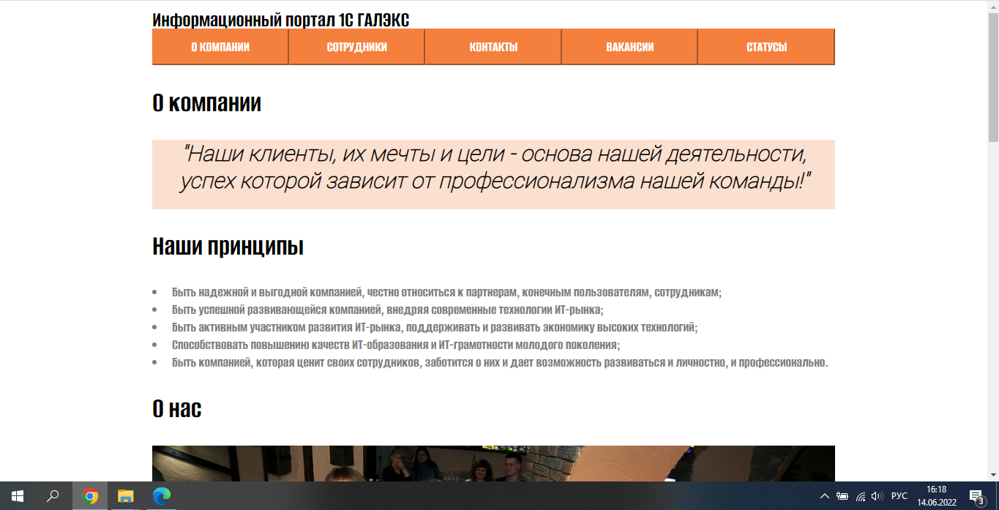 Информационный портал 1С ГАЛЭКС
О КОМПАНИИ
СОТРУДНИКИ
КОНТАКТЫ
ВАКАНСИИ
СТАТУСЫ
О компании
"Наши клиенты, их мечты и цели - основа нашей деятельности,
успех которой зависит от профессионализма нашей команды!"
Наши принципы
Быть надежной и выгодной компанией, честно относиться к партнерам, конечным пользователям, сотрудникам;
Быть успешной развивающейся компанией, внедряя современные технологии ИТ-рынка;
Быть активным участником развития ИТ-рынка, поддерживать и развивать экономику высоких технологий;
Способствовать повышению качеств ИТ-образования и ИТ-грамотности молодого поколения;
Быть компанией, которая ценит своих сотрудников, заботится о них и дает возможность развиваться и личностно, и профессионально.
О нас
РУС
16:18
14.06.2022
3